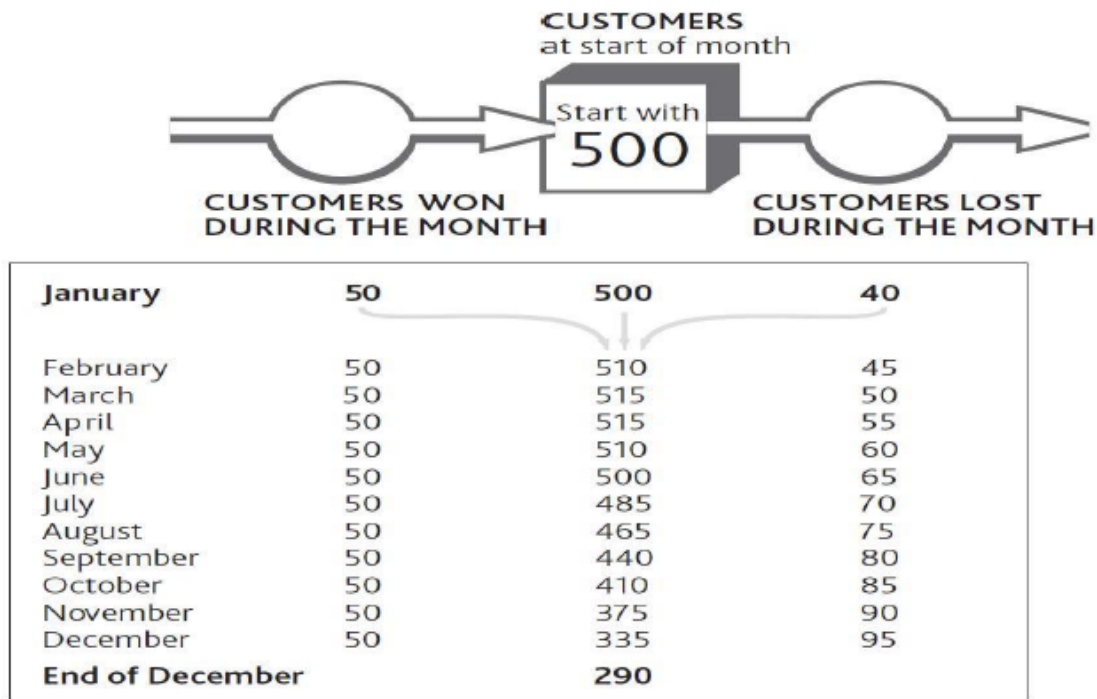 CUSTOMERS
at start of month
Start with
500
CUSTOMERS WON
DURING THE MONTH
CUSTOMERS LOST
DURING THE MONTH
January 50 500 40
February 50 510 45
March 50 515 50
April 50 515 55
May 50 510 60
June 50 500 65
July 50 485 70
August 50 465 75
September 50 440 80
October 50 410 85
November 50 375 90
December 50 335 95
End of December 290